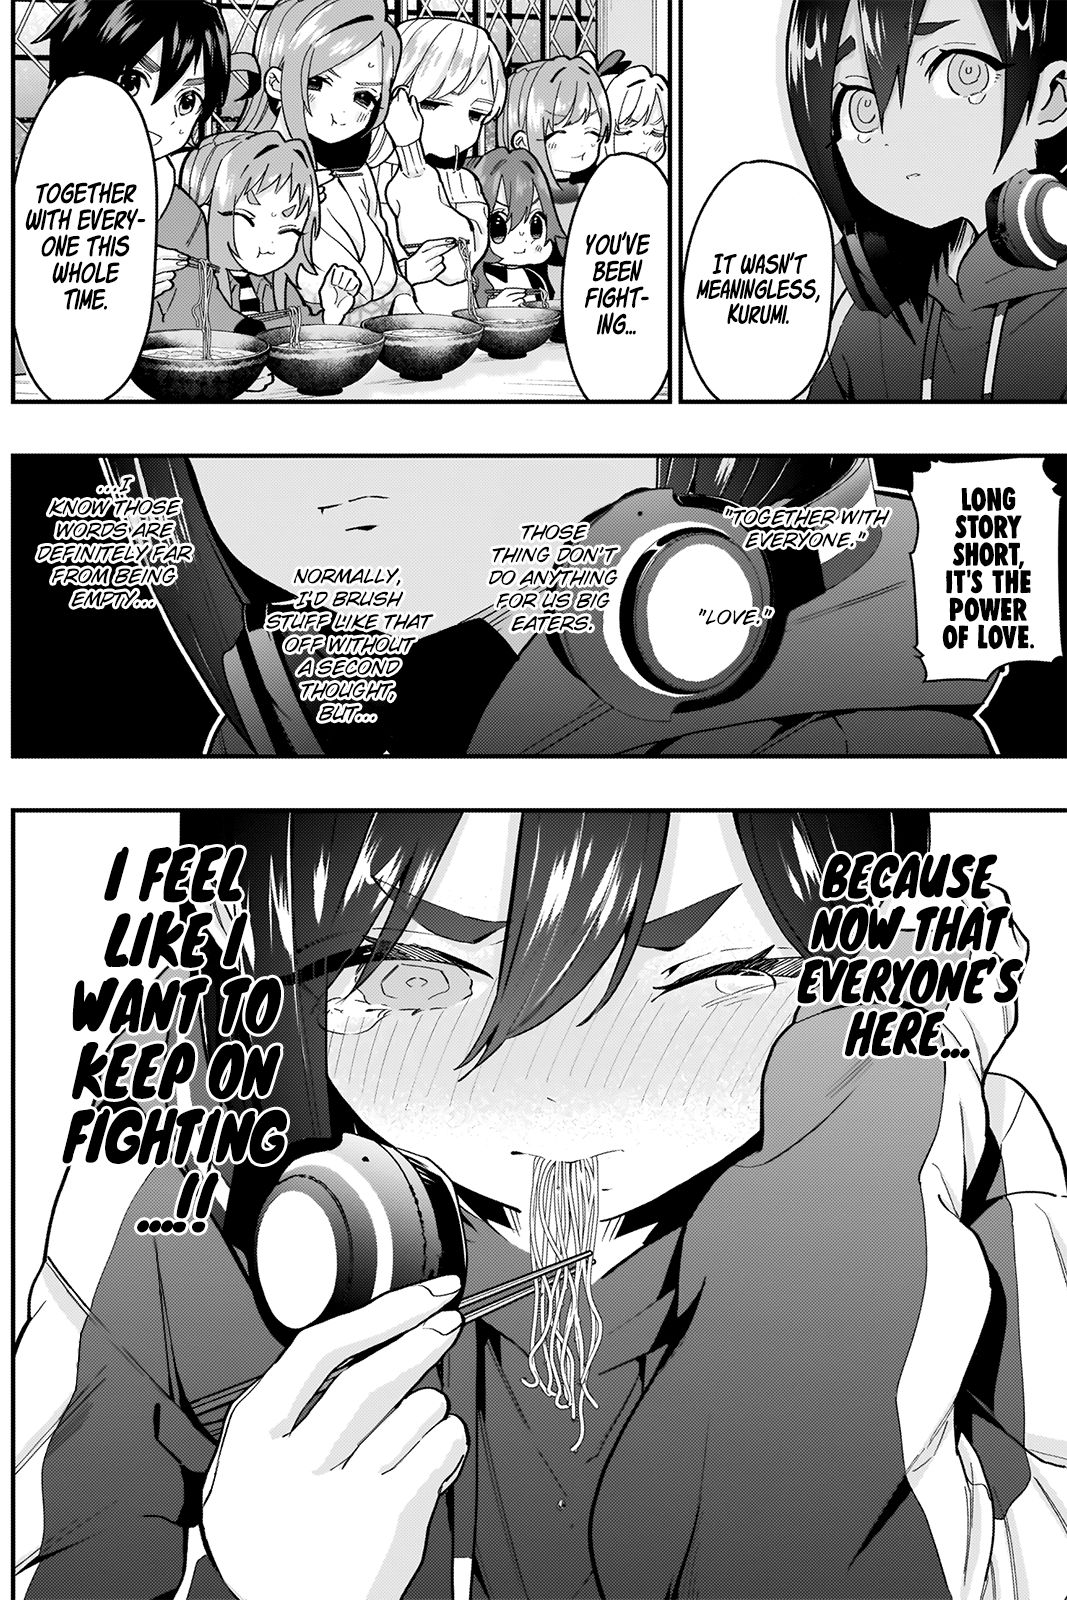 IT WASN'T
MEANINGLESS,
KURUMI.
YOU'VE
BEEN
FIGHT-
ING...
TOGETHER
WITH EVERY-
ONE THIS
WHOLE
TIME.
LONG
STORY
SHORT,
IT'S THE
POWER
OF LOVE.
"TOGETHER WITH
EVERYONE."
"LOVE."
THOSE
THING DON'T
DO ANYTHING
FOR US BIG
EATERS.
NORMALLY,
I'D BRUSH
STUFF LIKE THAT
OFF WITHOUT
A SECOND
THOUGHT,
BUT...
...I
KNOW THOSE
WORDS ARE
DEFINITELY FAR
FROM BEING
EMPTY...
BECAUSE
NOW THAT
EVERYONE'S
HERE...
I FEEL
LIKE I
WANT TO
KEEP ON
FIGHTING
....!!